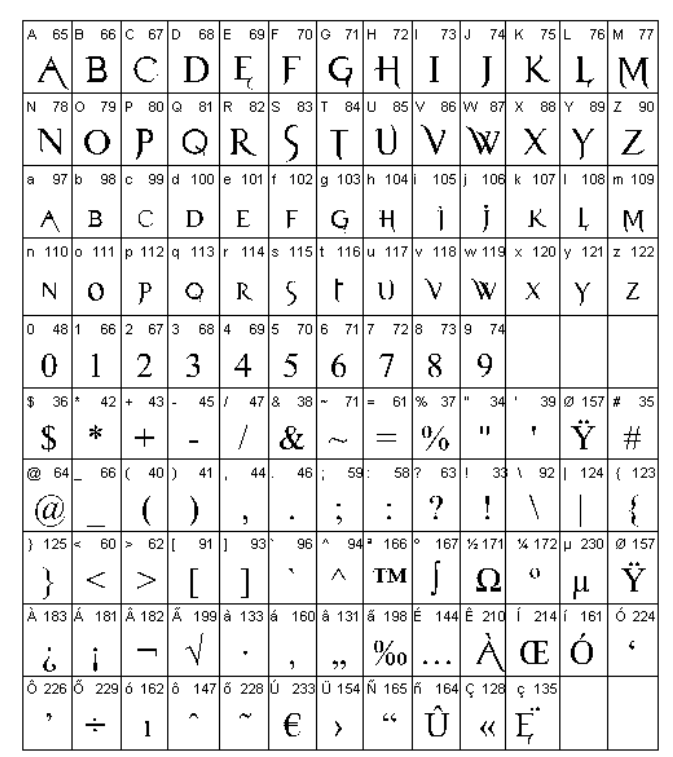 A 65 B 66 C 67 D 68 E 69 F 70 G 71 H 72 I 73 J 74 K 75 L 76 M 77
A B C D E F G H I J K L M
N 78 O 79 P 80 Q 81 R 82 S 83 T 84 U 85 V 86 W 87 X 88 Y 89 Z 90
N O P Q R S T U V W X Y Z
a 97 b 98 c 99 d 100 e 101 f 102 g 103 h 104 i 105 j 106 k 107 l 108 m 109
A B C D E F G H i j K L M
n 110 o 111 p 112 q 113 r 114 s 115 t 116 u 117 v 118 w 119 x 120 y 121 z 122
N O P Q R S t U V W X Y Z
0 48 1 66 2 67 3 68 4 69 5 70 6 71 7 72 8 73 9 74
0 1 2 3 4 5 6 7 8 9
$ 36 * 42 + 43 - 45 / 47 & 38 ~ 71 = 61 % 37 " 34 ' 39 Ø 157 # 35
$ * + - / & ~ = % " ' Ÿ #
@ 64 _ 66 ( 40 ) 41 , 44 . 46 ; 59 : 58 ? 63 ! 33 \ 92 | 124 { 123
@ _ ( ) , . ; : ? ! \ | {
} 125 < 60 > 62 [ 91 ] 93 ` 96 ^ 94 ª 166 º 167 ½ 171 ¼ 172 µ 230 Ø 157
} < > [ ] ` ^ ™ ∫ Ω º µ Ÿ
À 183 Á 181 Â 182 Ã 199 à 133 á 160 â 131 ã 198 É 144 Ê 210 Í 214 í 161 Ó 224
¿ ¡ ¬ √ · ‚ „ ‰ … À Œ Ó ‘
Ô 226 Õ 229 ó 162 ô 147 õ 228 Ú 233 Ü 154 Ñ 165 ñ 164 Ç 128 ç 135
’ ÷ ı ˆ ˜ € › “ Û « Ë